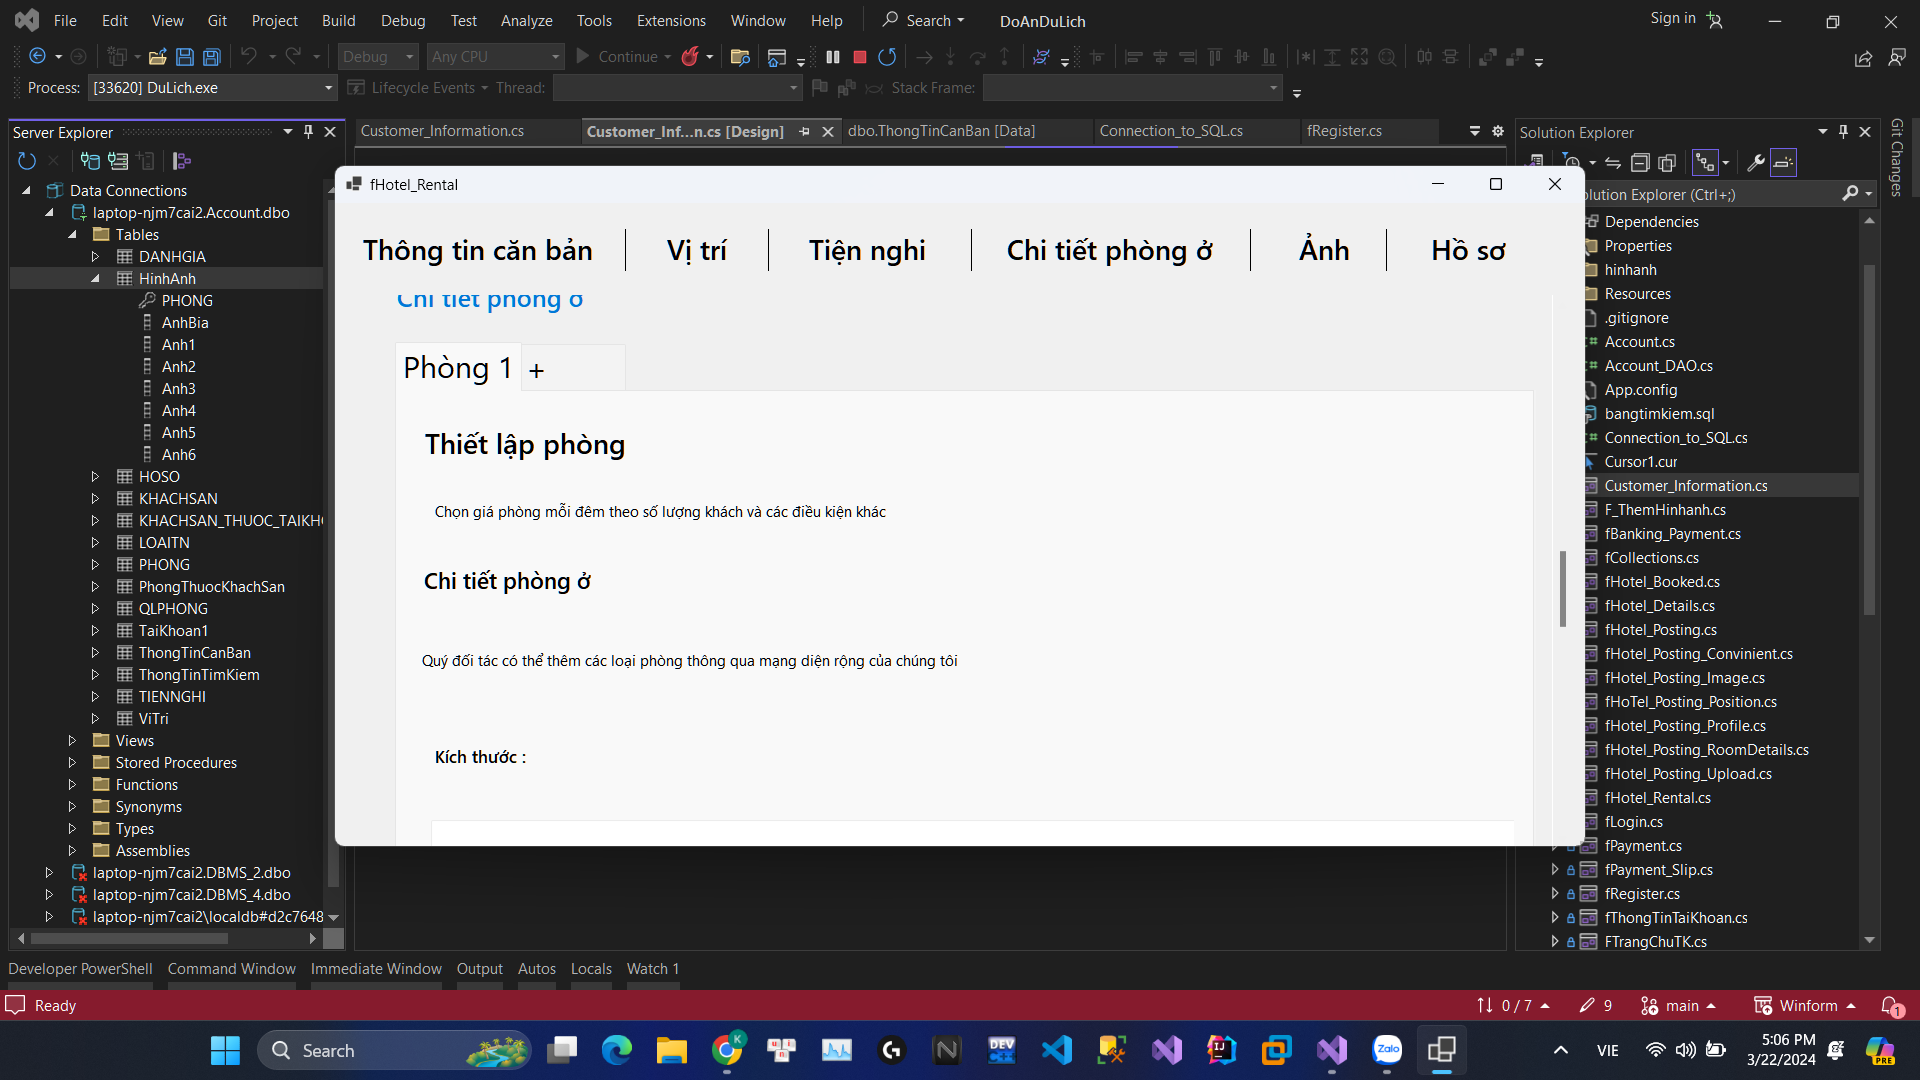 File Edit View Git Project Build Debug Test Analyze Tools Extensions Window Help Search DoAnDuLich Sign in
Debug Any CPU Continue
Process: [33620] DuLich.exe Lifecycle Events Thread: Stack Frame:
Server Explorer
Customer_Information.cs Customer_Inf...n.cs [Design] dbo.ThongTinCanBan [Data] Connection_to_SQL.cs fRegister.cs
Solution Explorer
Git Changes
Data Connections
laptop-njm7cai2.Account.dbo
Tables
DANHGIA
HinhAnh
PHONG
AnhBia
Anh1
Anh2
Anh3
Anh4
Anh5
Anh6
HOSO
KHACHSAN
KHACHSAN_THUOC_TAIKH
LOAITN
PHONG
PhongThuocKhachSan
QLPHONG
TaiKhoan1
ThongTinCanBan
ThongTinTimKiem
TIENNGHI
ViTri
Views
Stored Procedures
Functions
Synonyms
Types
Assemblies
laptop-njm7cai2.DBMS_2.dbo
laptop-njm7cai2.DBMS_4.dbo
laptop-njm7cai2\localdb#d2c7648
fHotel_Rental
Thông tin căn bản Vị trí Tiện nghi Chi tiết phòng ở Ảnh Hồ sơ
Chi tiết phòng ở
Phòng 1 +
Thiết lập phòng
Chọn giá phòng mỗi đêm theo số lượng khách và các điều kiện khác
Chi tiết phòng ở
Quý đối tác có thể thêm các loại phòng thông qua mạng diện rộng của chúng tôi
Kích thước :
olution Explorer (Ctrl+;)
Dependencies
Properties
hinhanh
Resources
.gitignore
Account.cs
Account_DAO.cs
App.config
bangtimkiem.sql
Connection_to_SQL.cs
Cursor1.cur
Customer_Information.cs
F_ThemHinhanh.cs
fBanking_Payment.cs
fCollections.cs
fHotel_Booked.cs
fHotel_Details.cs
fHotel_Posting.cs
fHotel_Posting_Convinient.cs
fHotel_Posting_Image.cs
fHoTel_Posting_Position.cs
fHotel_Posting_Profile.cs
fHotel_Posting_RoomDetails.cs
fHotel_Posting_Upload.cs
fHotel_Rental.cs
fLogin.cs
fPayment.cs
fPayment_Slip.cs
fRegister.cs
fThongTinTaiKhoan.cs
FTrangChuTK.cs
Developer PowerShell Command Window Immediate Window Output Autos Locals Watch 1
Ready 0 / 7 9 main Winform 1
Search VIE 5:06 PM
3/22/2024